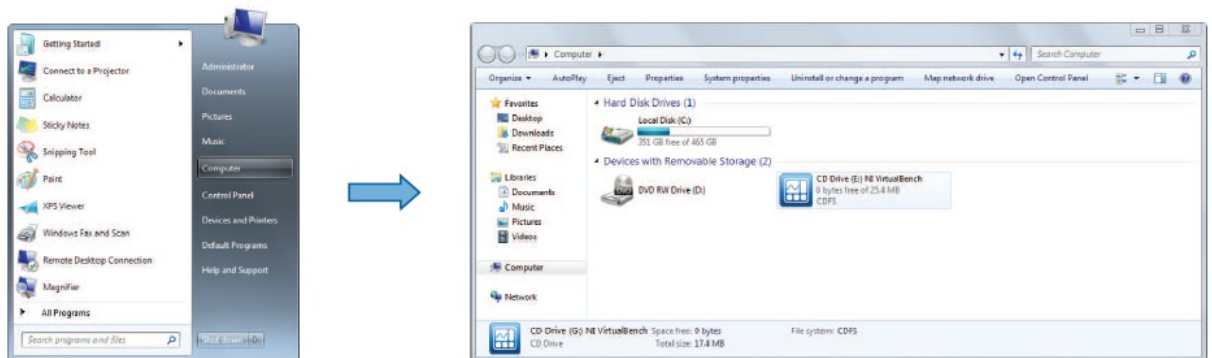 Getting Started
Connect to a Projector
Calculator
Sticky Notes
Snipping Tool
Paint
XPS Viewer
Windows Fax and Scan
Remote Desktop Connection
Magnifier
All Programs
Search programs and files
Administrator
Documents
Pictures
Music
Computer
Control Panel
Devices and Printers
Default Programs
Help and Support
Shut down
Computer
Search Computer
Organize AutoPlay Eject Properties System properties Uninstall or change a program Map network drive Open Control Panel
Favorites
Desktop
Downloads
Recent Places
Libraries
Documents
Music
Pictures
Videos
Computer
Network
Hard Disk Drives (1)
Local Disk (C:)
351 GB free of 465 GB
Devices with Removable Storage (2)
DVD RW Drive (D:)
CD Drive (E:) NI VirtualBench
0 bytes free of 25.4 MB
CDFS
CD Drive (G:) NI VirtualBench Space free: 0 bytes File system: CDFS
CD Drive Total size: 17.4 MB